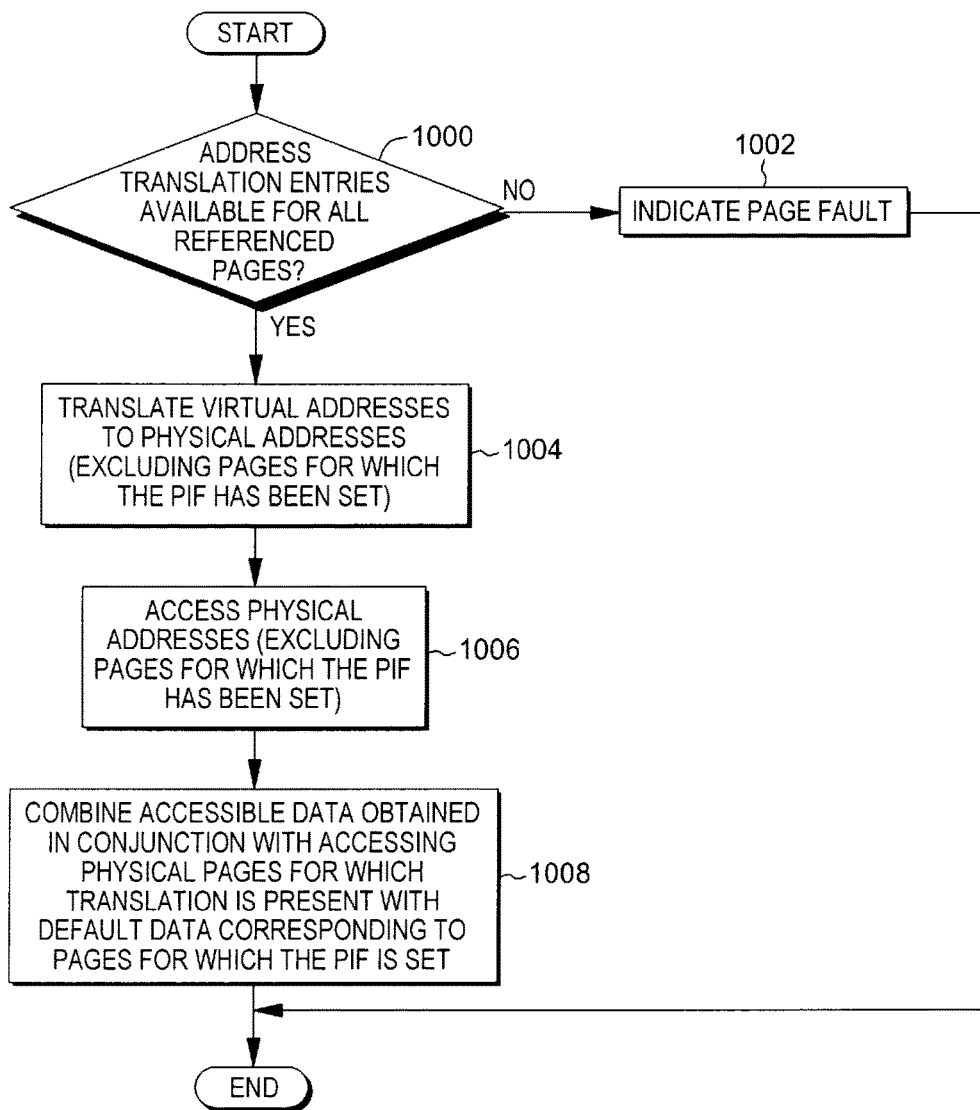 START
1000
ADDRESS
TRANSLATION ENTRIES
AVAILABLE FOR ALL
REFERENCED
PAGES?
NO
1002
INDICATE PAGE FAULT
YES
TRANSLATE VIRTUAL ADDRESSES
TO PHYSICAL ADDRESSES
(EXCLUDING PAGES FOR WHICH
THE PIF HAS BEEN SET)
1004
ACCESS PHYSICAL
ADDRESSES (EXCLUDING
PAGES FOR WHICH THE PIF
HAS BEEN SET)
1006
COMBINE ACCESSIBLE DATA OBTAINED
IN CONJUNCTION WITH ACCESSING
PHYSICAL PAGES FOR WHICH
TRANSLATION IS PRESENT WITH
DEFAULT DATA CORRESPONDING TO
PAGES FOR WHICH THE PIF IS SET
1008
END